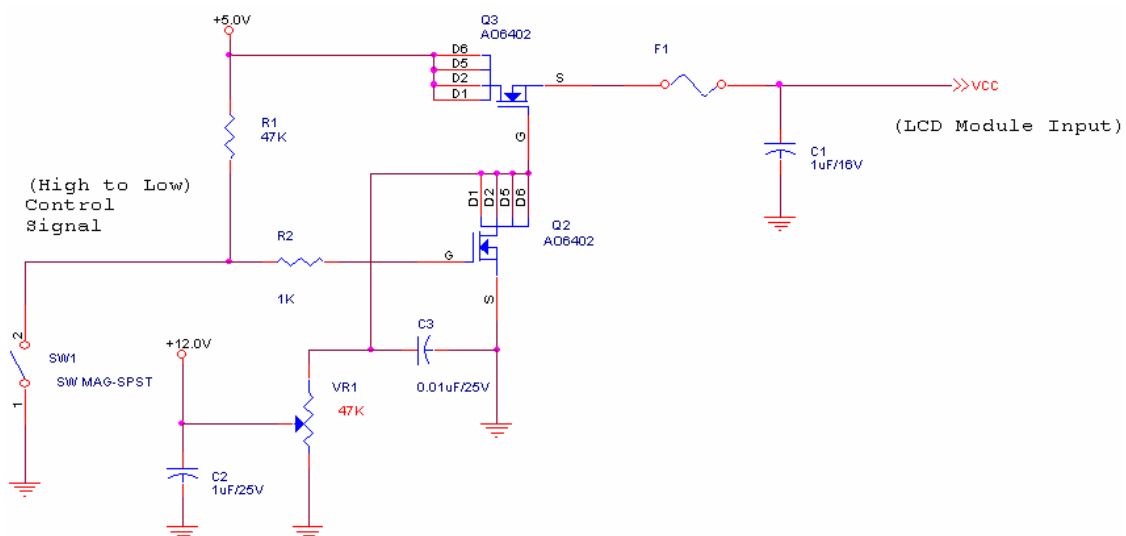 +5.0V
Q3
AO6402
D6
D5
D2
D1
S
G
F1
VCC
(LCD Module Input)
C1
1uF/16V
R1
47K
(High to Low)
Control
Signal
R2
1K
G
D1
D2
D5
D6
Q2
AO6402
S
C3
0.01uF/25V
2
SW1
SW MAG-SPST
1
+12.0V
VR1
47K
C2
1uF/25V